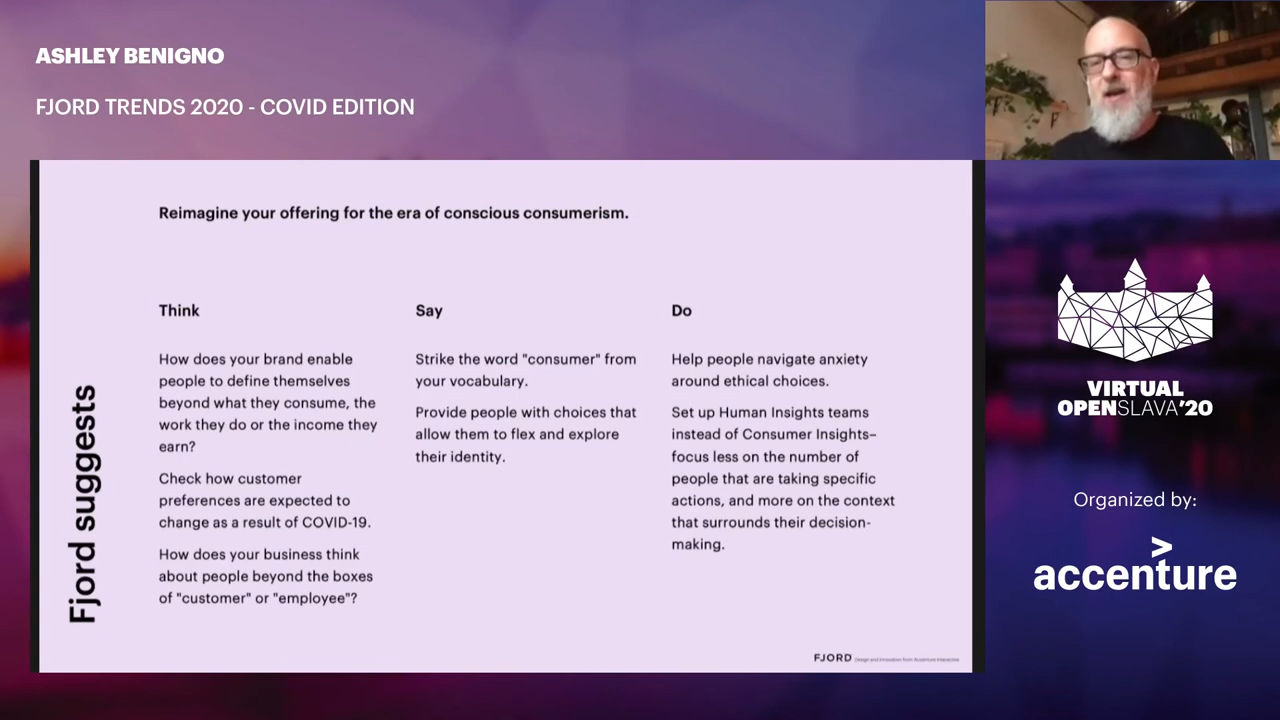 ASHLEY BENIGNO
FJORD TRENDS 2020 - COVID EDITION
Reimagine your offering for the era of conscious consumerism.
Fjord suggests
Think
How does your brand enable
people to define themselves
beyond what they consume, the
work they do or the income they
earn?
Check how customer
preferences are expected to
change as a result of COVID-19.
How does your business think
about people beyond the boxes
of "customer" or "employee"?
Say
Strike the word "consumer" from
your vocabulary.
Provide people with choices that
allow them to flex and explore
their identity.
Do
Help people navigate anxiety
around ethical choices.
Set up Human Insights teams
instead of Consumer Insights–
focus less on the number of
people that are taking specific
actions, and more on the context
that surrounds their decision-
making.
FJORD Design and Innovation from Accenture Interactive
VIRTUAL
OPENSLAVA'20
Organized by:
accenture